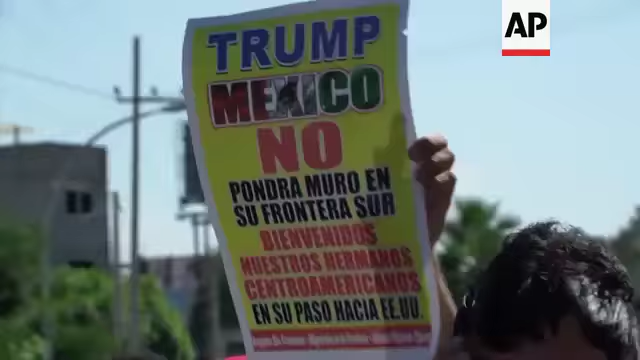 AP
TRUMP
MEXICO
NO
PONDRA MURO EN
SU FRONTERA SUR
BIENVENIDOS
NUESTROS HERMANOS
CENTROAMERICANOS
EN SU PASO HACIA EE.UU.